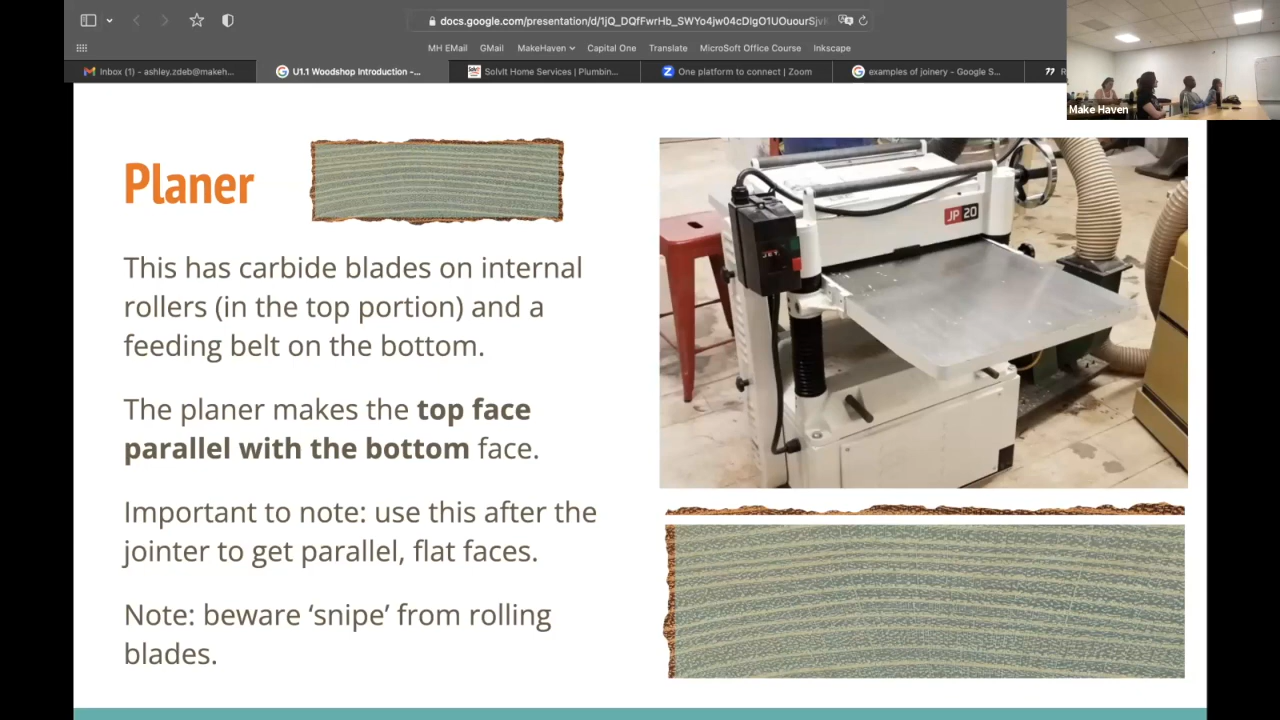 docs.google.com/presentation/d/1jQ_DQfFwrHb_SWYo4jw04cDIgO1UOuourSjvl
MH EMail GMail MakeHaven Capital One Translate MicroSoft Office Course Inkscape
Inbox (1) - ashley.zdeb@makeh... U1.1 Woodshop Introduction -... SolvIt Home Services | Plumbin... One platform to connect | Zoom examples of joinery - Google S...
Make Haven
Planer
JP 20
JET
This has carbide blades on internal
rollers (in the top portion) and a
feeding belt on the bottom.
The planer makes the top face
parallel with the bottom face.
Important to note: use this after the
jointer to get parallel, flat faces.
Note: beware ‘snipe’ from rolling
blades.